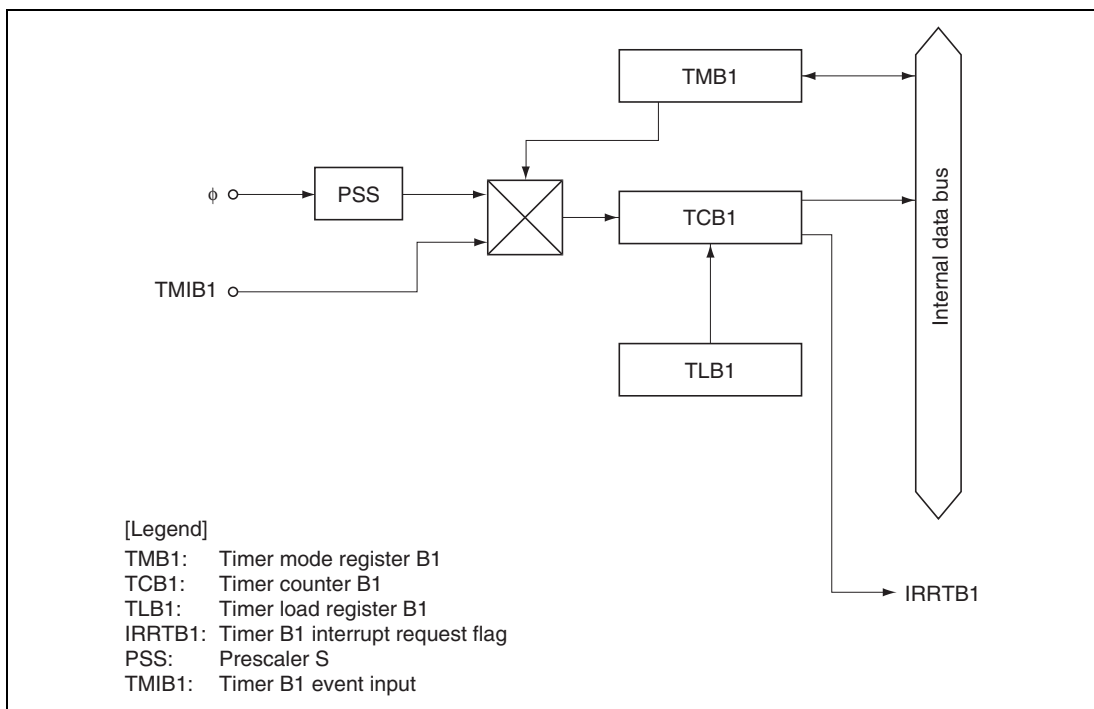 TMB1
φ
PSS
TCB1
TMIB1
TLB1
Internal data bus
IRRTB1
[Legend]
TMB1: Timer mode register B1
TCB1: Timer counter B1
TLB1: Timer load register B1
IRRTB1: Timer B1 interrupt request flag
PSS: Prescaler S
TMIB1: Timer B1 event input